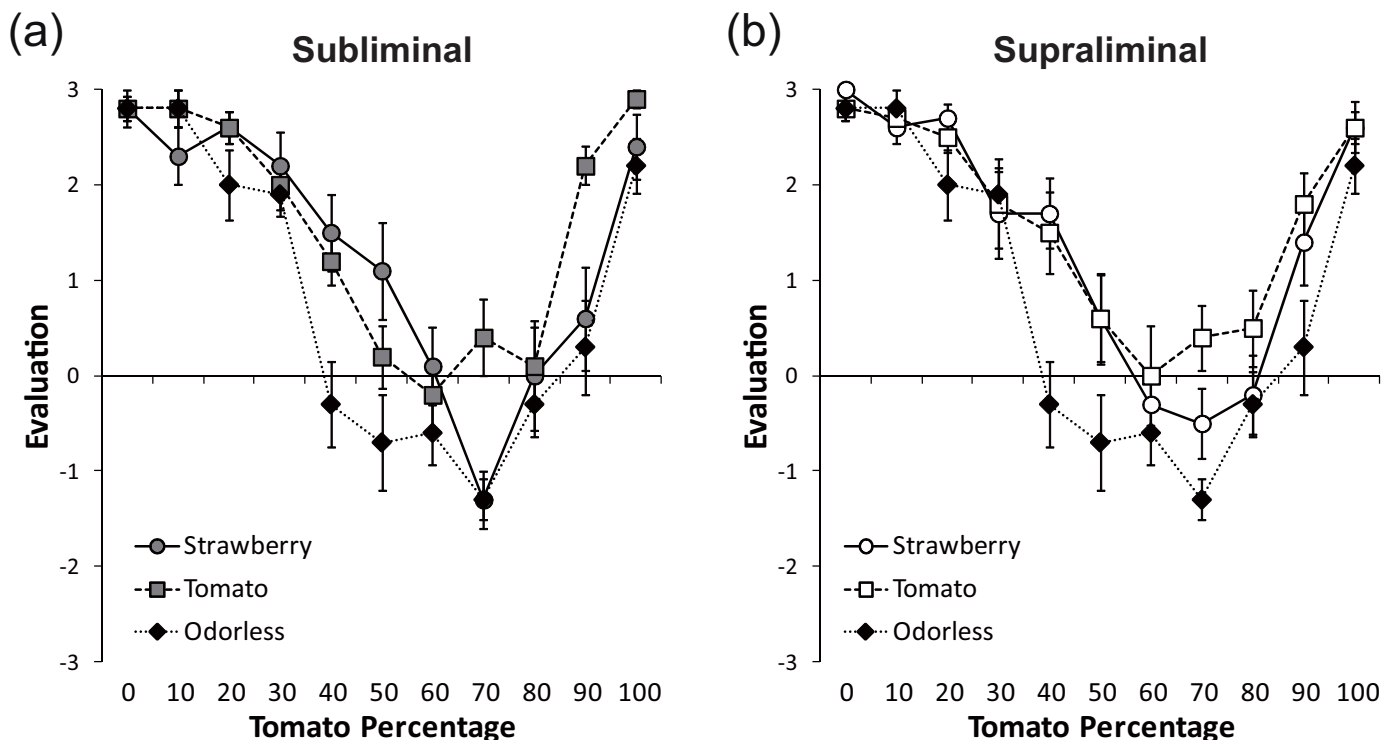 (a)
Subliminal
Evaluation
3
2
1
0
-1
-2
-3
Strawberry
Tomato
Odorless
0 10 20 30 40 50 60 70 80 90 100
Tomato Percentage
(b)
Supraliminal
Evaluation
3
2
1
0
-1
-2
-3
Strawberry
Tomato
Odorless
0 10 20 30 40 50 60 70 80 90 100
Tomato Percentage